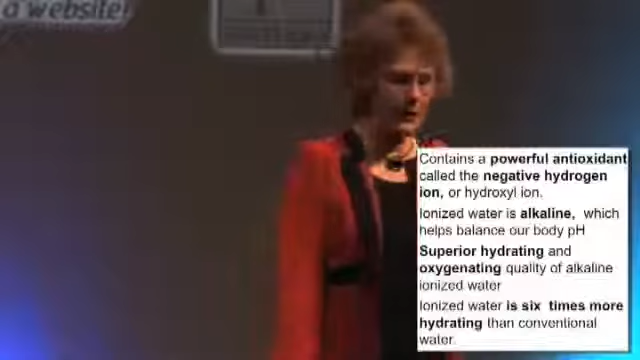 a website!
Contains a powerful antioxidant
called the negative hydrogen
ion, or hydroxyl ion.
Ionized water is alkaline,  which
helps balance our body pH
Superior hydrating and
oxygenating quality of alkaline
ionized water
Ionized water is six  times more
hydrating than conventional
water.